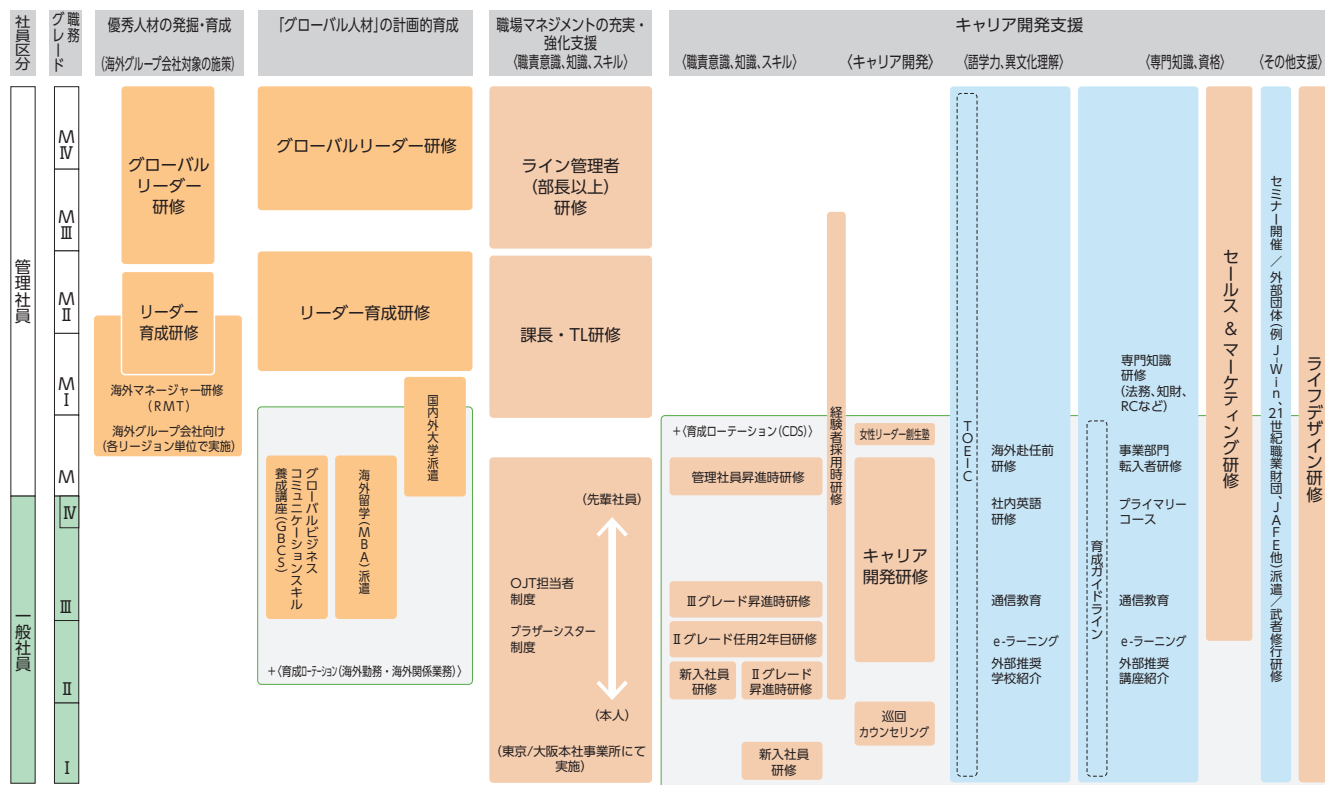 社員区分
職務グレード
優秀人材の発掘・育成
(海外グループ会社対象の施策)
「グローバル人材」の計画的育成
職場マネジメントの充実・
強化支援
〈職責意識、知識、スキル〉
キャリア開発支援
〈職責意識、知識、スキル〉
〈キャリア開発〉
〈語学力、異文化理解〉
〈専門知識、資格〉
〈その他支援〉
管理社員
一般社員
MⅣ
MⅢ
MⅡ
MⅠ
M
Ⅳ
Ⅲ
Ⅱ
Ⅰ
グローバル
リーダー
研修
リーダー
育成研修
海外マネージャー研修
(RMT)
海外グループ会社向け
(各リージョン単位で実施)
グローバルリーダー研修
リーダー育成研修
国内外大学派遣
グローバルビジネス
コミュニケーションスキル
養成講座(GBCS)
海外留学(MBA)派遣
+〈育成ローテーション(海外勤務・海外関係業務)〉
ライン管理者
(部長以上)
研修
課長・TL研修
(先輩社員)
OJT担当者
制度
ブラザーシスター
制度
(本人)
(東京/大阪本社事業所にて
実施)
+〈育成ローテーション(CDS)〉
管理社員昇進時研修
Ⅲグレード昇進時研修
Ⅱグレード任用2年目研修
新入社員
研修
Ⅱグレード
昇進時研修
新入社員
研修
経験者採用時研修
女性リーダー創生塾
キャリア
開発研修
巡回
カウンセリング
TOEIC
海外赴任前
研修
社内英語
研修
通信教育
e-ラーニング
外部推奨
学校紹介
育成ガイドライン
専門知識
研修
(法務、知財、
RCなど)
事業部門
転入者研修
プライマリー
コース
通信教育
e-ラーニング
外部推奨
講座紹介
セールス&マーケティング研修
セミナー開催/外部団体(例 J-Win、21世紀職業財団、JAFE他)派遣/武者修行研修
ライフデザイン研修